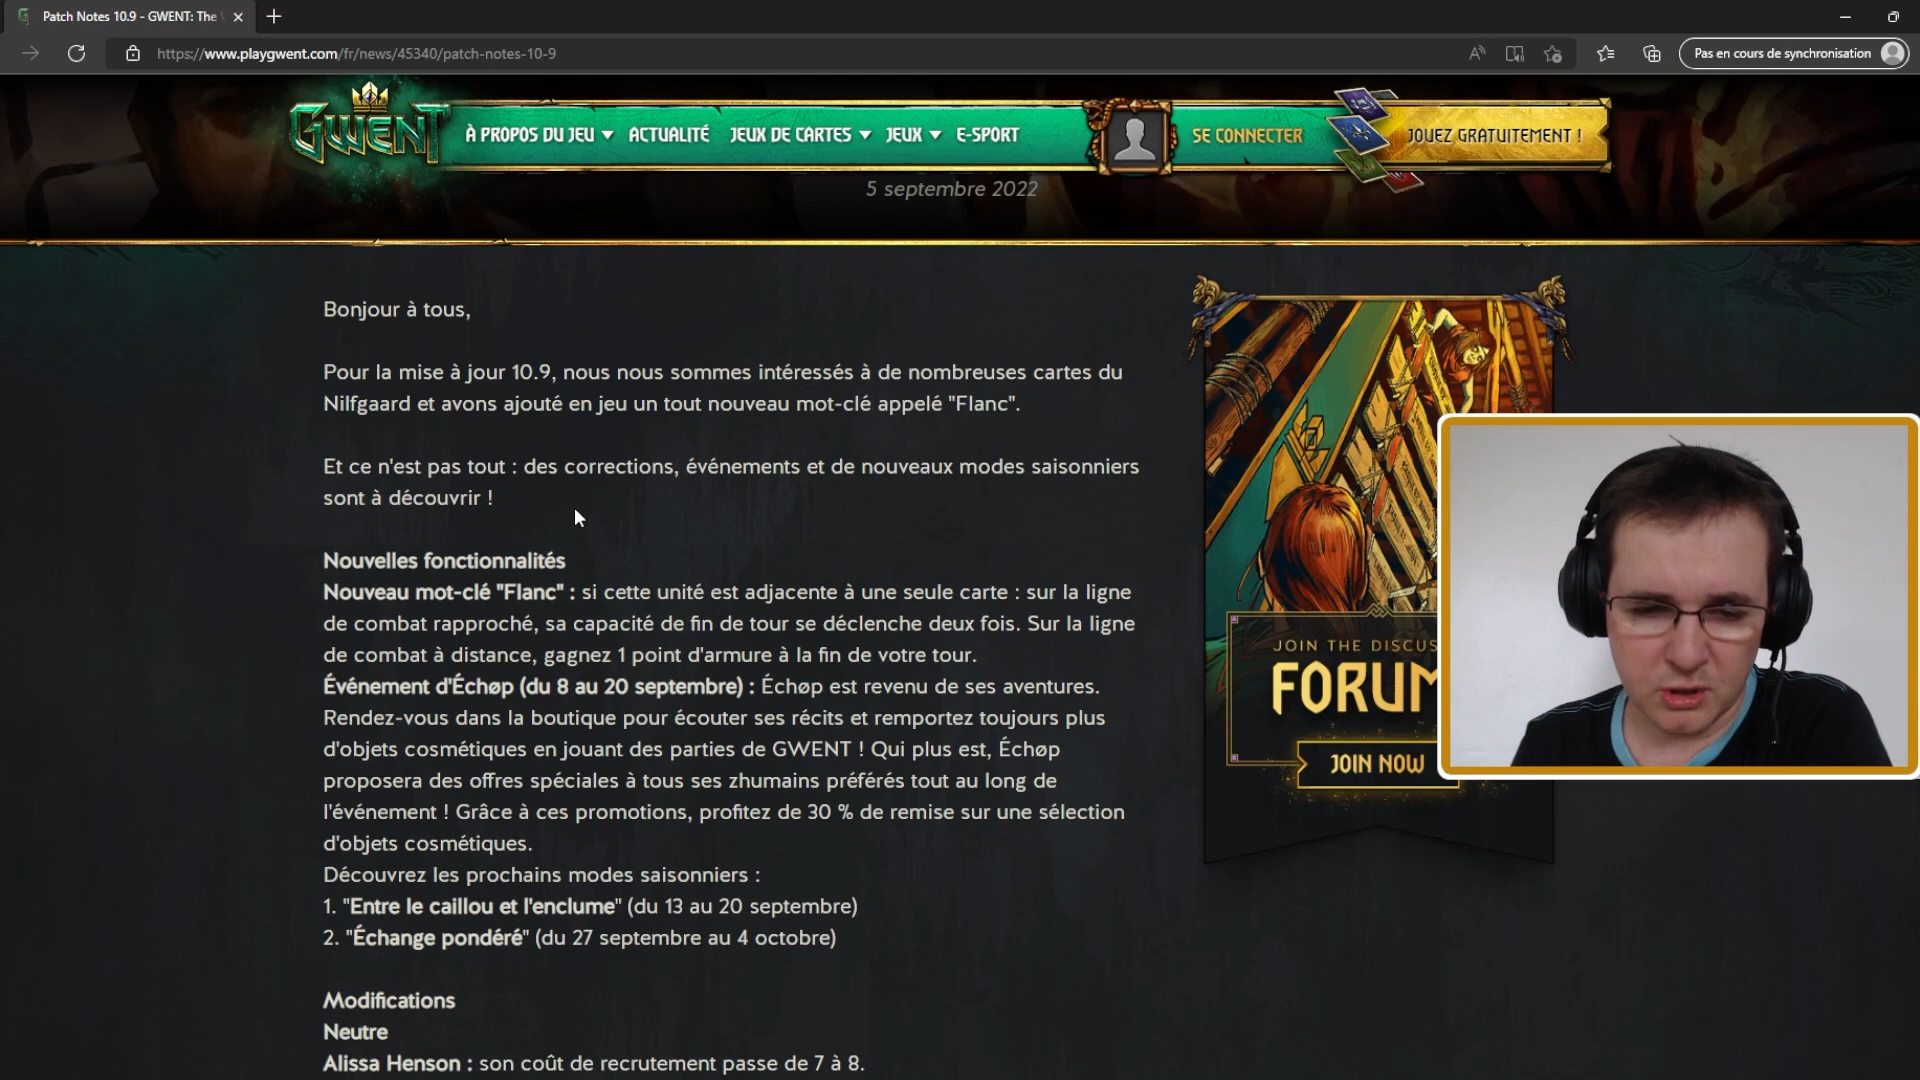 Patch Notes 10.9 - GWENT: The
https://www.playgwent.com/fr/news/45340/patch-notes-10-9
Pas en cours de synchronisation
GWENT
À PROPOS DU JEU
ACTUALITÉ
JEUX DE CARTES
JEUX
E-SPORT
SE CONNECTER
JOUEZ GRATUITEMENT !
5 septembre 2022
Bonjour à tous,
Pour la mise à jour 10.9, nous nous sommes intéressés à de nombreuses cartes du
Nilfgaard et avons ajouté en jeu un tout nouveau mot-clé appelé "Flanc".
Et ce n'est pas tout : des corrections, événements et de nouveaux modes saisonniers
sont à découvrir !
Nouvelles fonctionnalités
Nouveau mot-clé "Flanc" : si cette unité est adjacente à une seule carte : sur la ligne
de combat rapproché, sa capacité de fin de tour se déclenche deux fois. Sur la ligne
de combat à distance, gagnez 1 point d'armure à la fin de votre tour.
Événement d'Échøp (du 8 au 20 septembre) : Échøp est revenu de ses aventures.
Rendez-vous dans la boutique pour écouter ses récits et remportez toujours plus
d'objets cosmétiques en jouant des parties de GWENT ! Qui plus est, Échøp
proposera des offres spéciales à tous ses zhumains préférés tout au long de
l'événement ! Grâce à ces promotions, profitez de 30 % de remise sur une sélection
d'objets cosmétiques.
Découvrez les prochains modes saisonniers :
1. "Entre le caillou et l'enclume" (du 13 au 20 septembre)
2. "Échange pondéré" (du 27 septembre au 4 octobre)
Modifications
Neutre
Alissa Henson : son coût de recrutement passe de 7 à 8.
JOIN THE DISCUS
FORUM
JOIN NOW